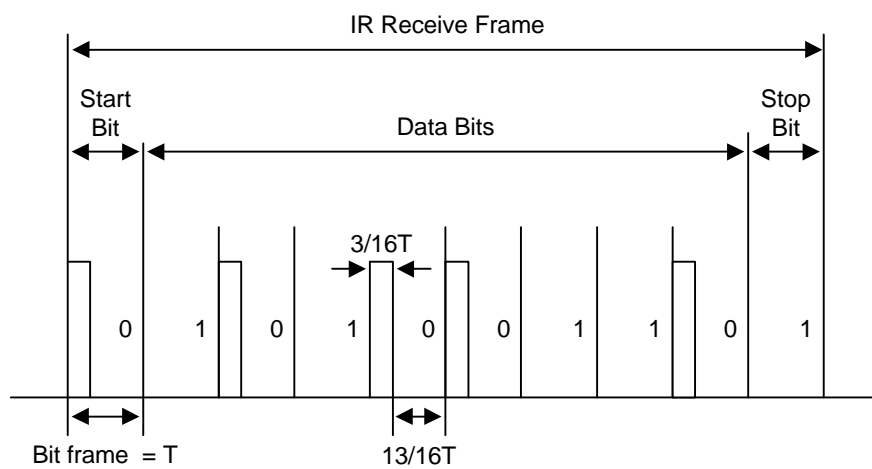 IR Receive Frame
Start
Bit
Data Bits
Stop
Bit
3/16T
0 1 0 1 0 0 1 1 0 1
Bit frame = T
13/16T